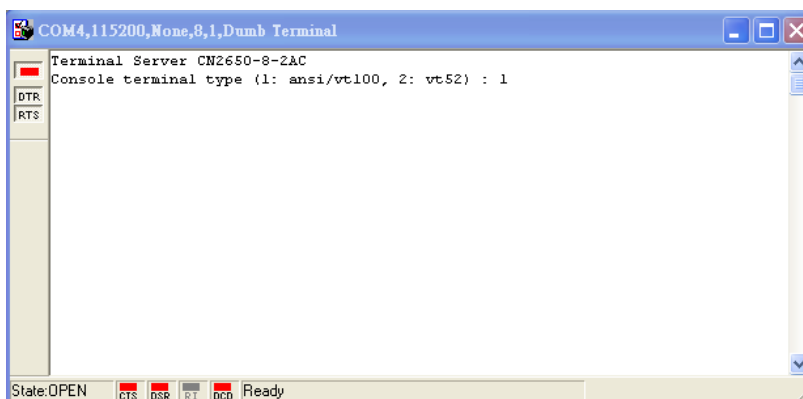 COM4,115200,None,8,1,Dumb Terminal
Terminal Server CN2650-8-2AC
Console terminal type (1: ansi/vt100, 2: vt52) : 1
DTR
RTS
State:OPEN CTS DSR RI DCD Ready